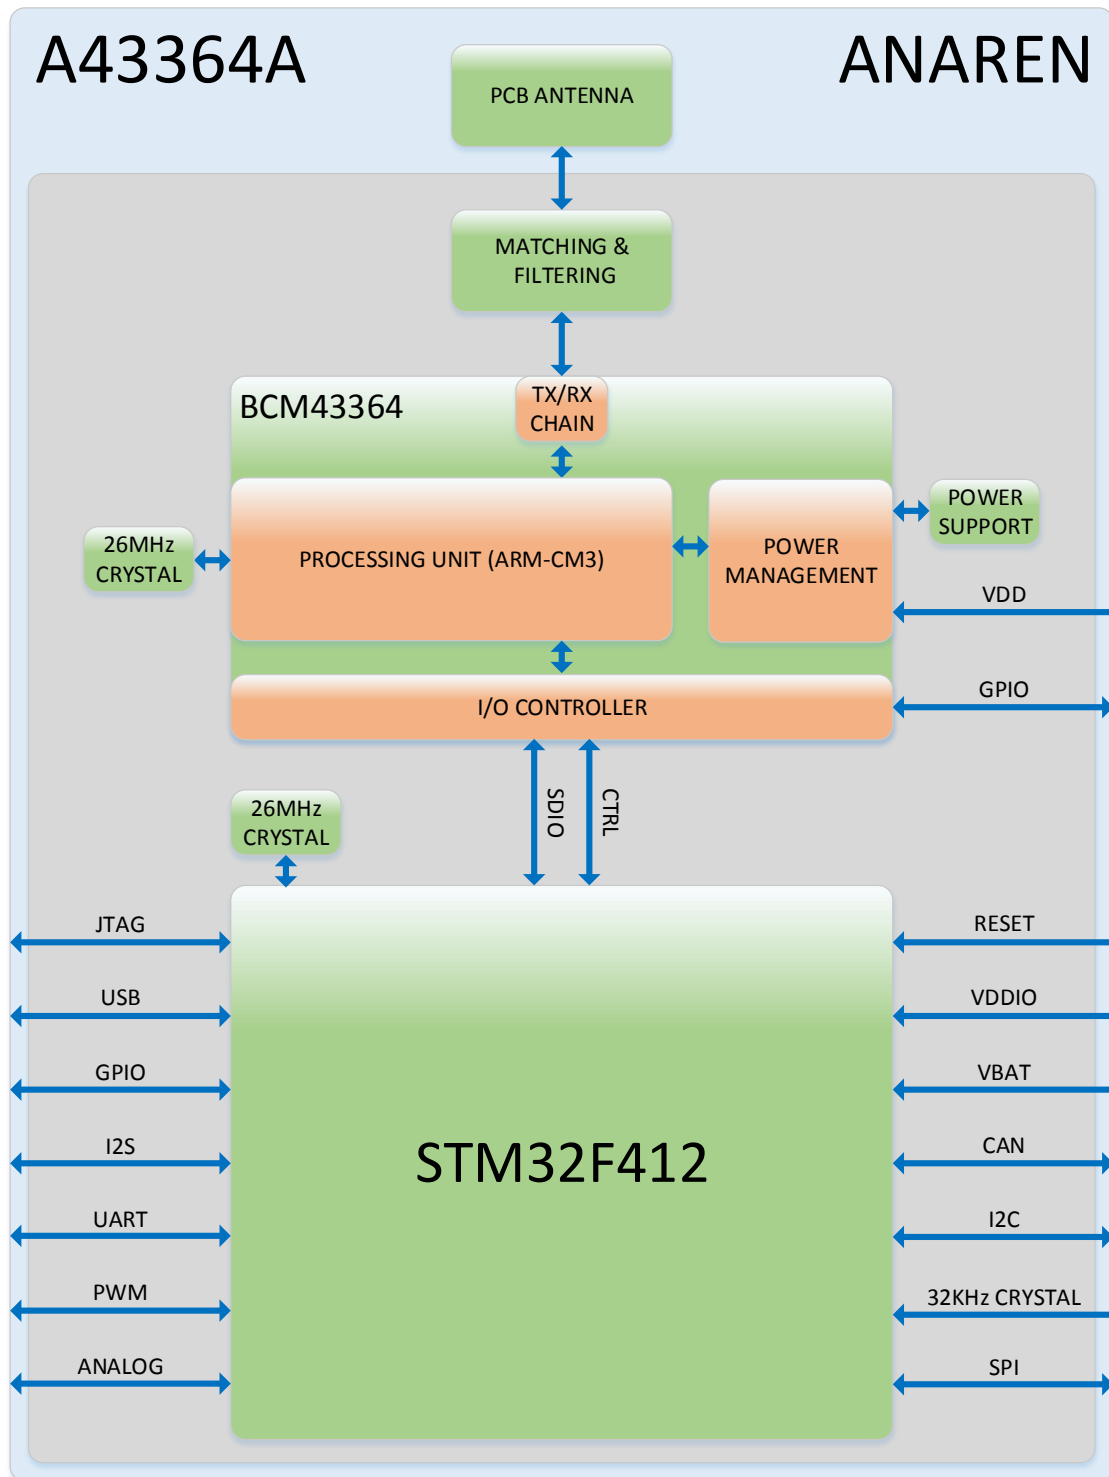 A43364A
ANAREN
PCB ANTENNA
MATCHING &
FILTERING
BCM43364
TX/RX
CHAIN
26MHz
CRYSTAL
PROCESSING UNIT (ARM-CM3)
POWER
MANAGEMENT
POWER
SUPPORT
VDD
I/O CONTROLLER
GPIO
SDIO
CTRL
26MHz
CRYSTAL
JTAG
USB
GPIO
I2S
UART
PWM
ANALOG
STM32F412
RESET
VDDIO
VBAT
CAN
I2C
32KHz CRYSTAL
SPI